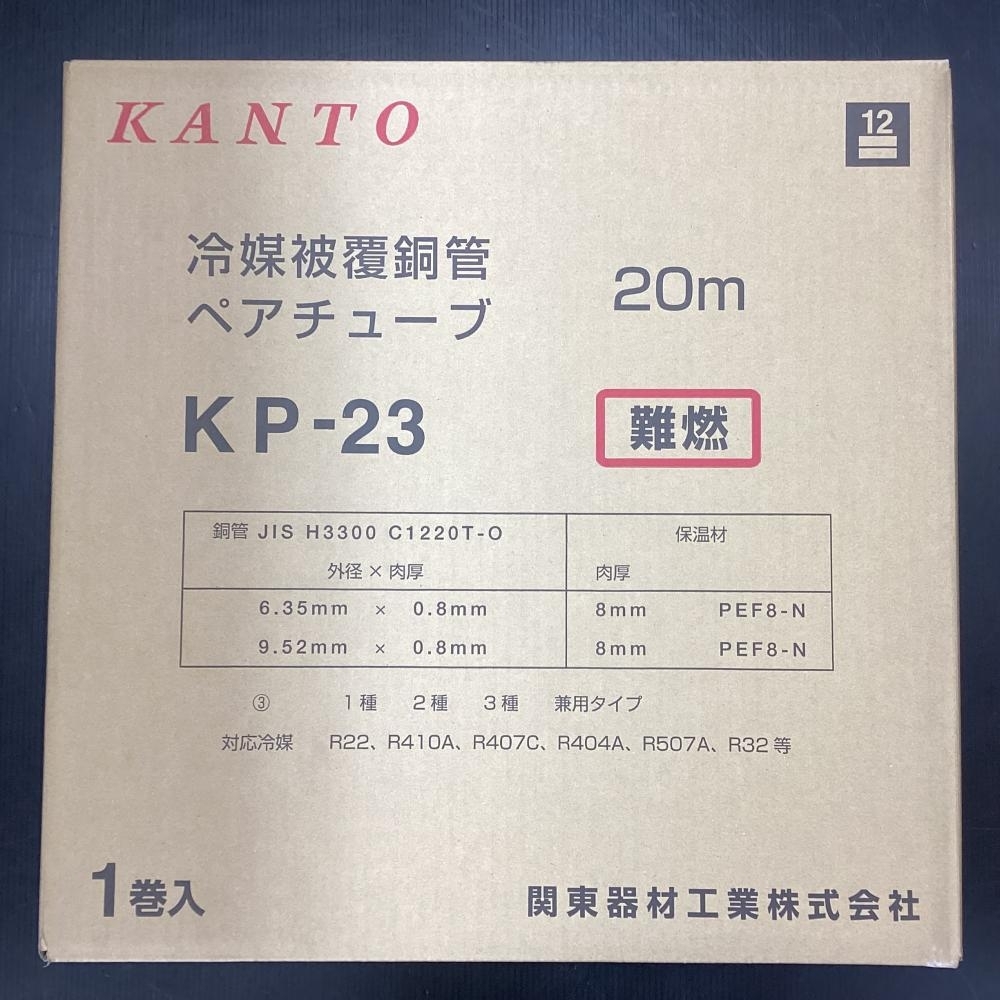 KANTO
12
冷媒被覆銅管
ペアチューブ
20m
KP-23
難燃
銅管 JIS H3300 C1220T-O
保温材
外径 × 肉厚
肉厚
6.35mm × 0.8mm 8mm PEF8-N
9.52mm × 0.8mm 8mm PEF8-N
③ 1種 2種 3種 兼用タイプ
対応冷媒 R22、R410A、R407C、R404A、R507A、R32等
1巻入
関東器材工業株式会社